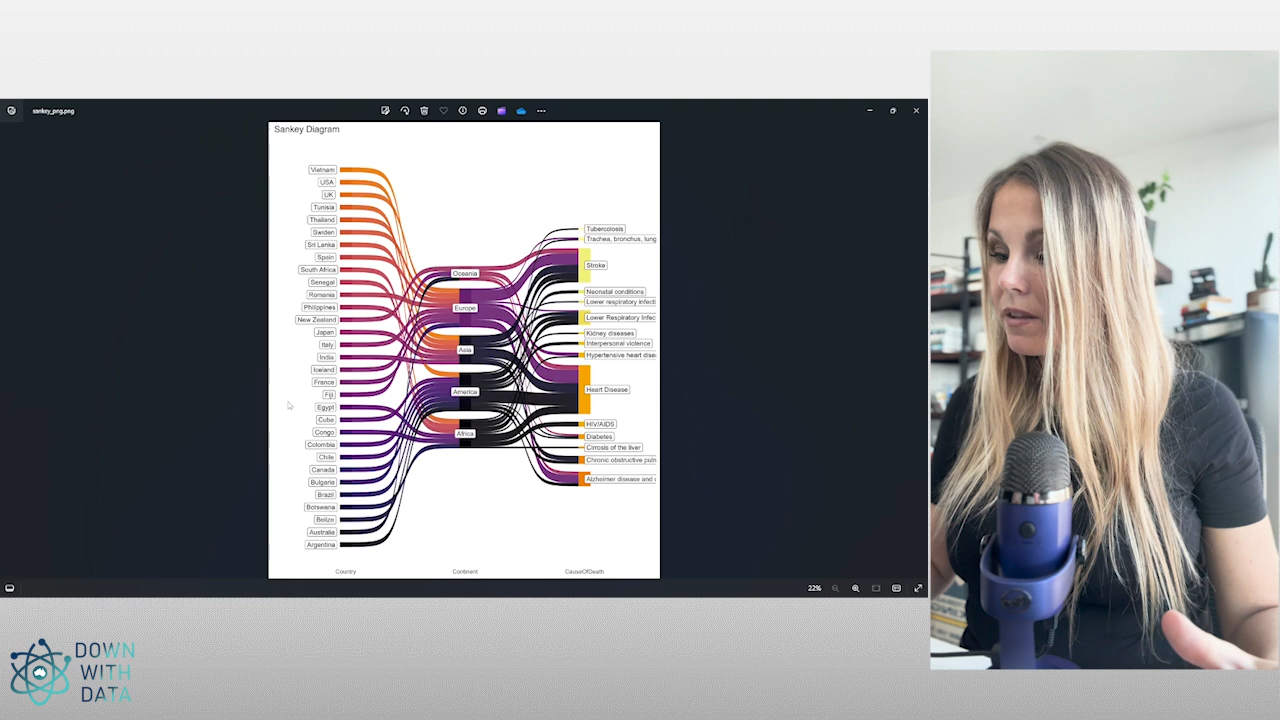 sankey_png.png
Sankey Diagram
Vietnam
USA
UK
Tunisia
Thailand
Swiden
Sri Lanka
Spain
South Africa
Senegal
Romania
Philippines
New Zealand
Japan
Italy
India
Iceland
France
Fiji
Egypt
Cuba
Congo
Colombia
Chile
Canada
Bulgaria
Brazil
Botswana
Belize
Australia
Argentina
Oceania
Europe
Asia
America
Africa
Tubercolosis
Trachea, bronchus, lung
Stroke
Neonatal conditions
Lower respiratory infecti
Lower Respiratory Infec
Kidney diseases
Interpersonal violence
Hypertensive heart dise
Heart Disease
HIV/AIDS
Diabetes
Cirrosis of the liver
Chronic obstructive pulm
Alzheimer disease and
Country
Continent
CauseOfDeath
22%
DOWN
WITH
DATA